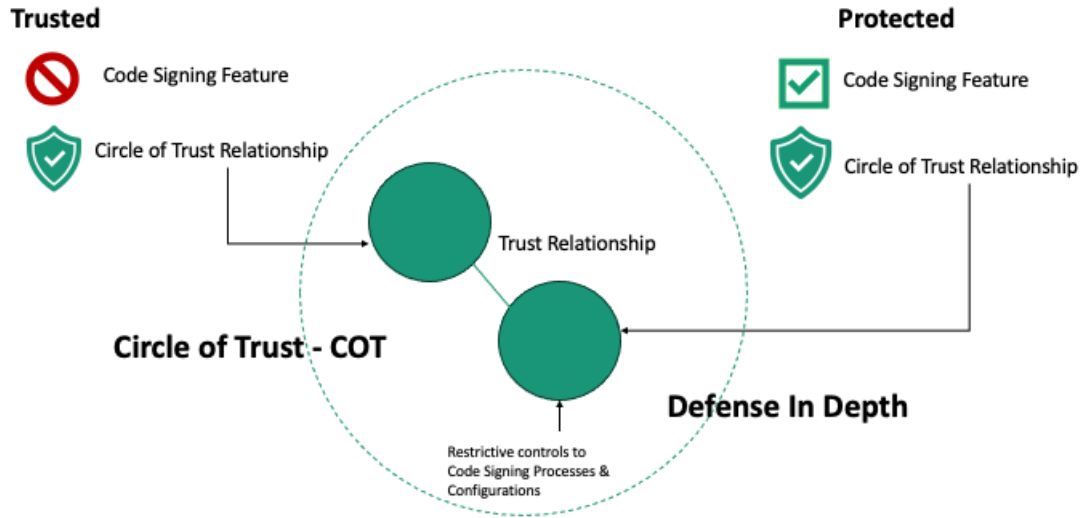 Trusted
Code Signing Feature
Circle of Trust Relationship
Protected
Code Signing Feature
Circle of Trust Relationship
Trust Relationship
Circle of Trust - COT
Defense In Depth
Restrictive controls to
Code Signing Processes &
Configurations